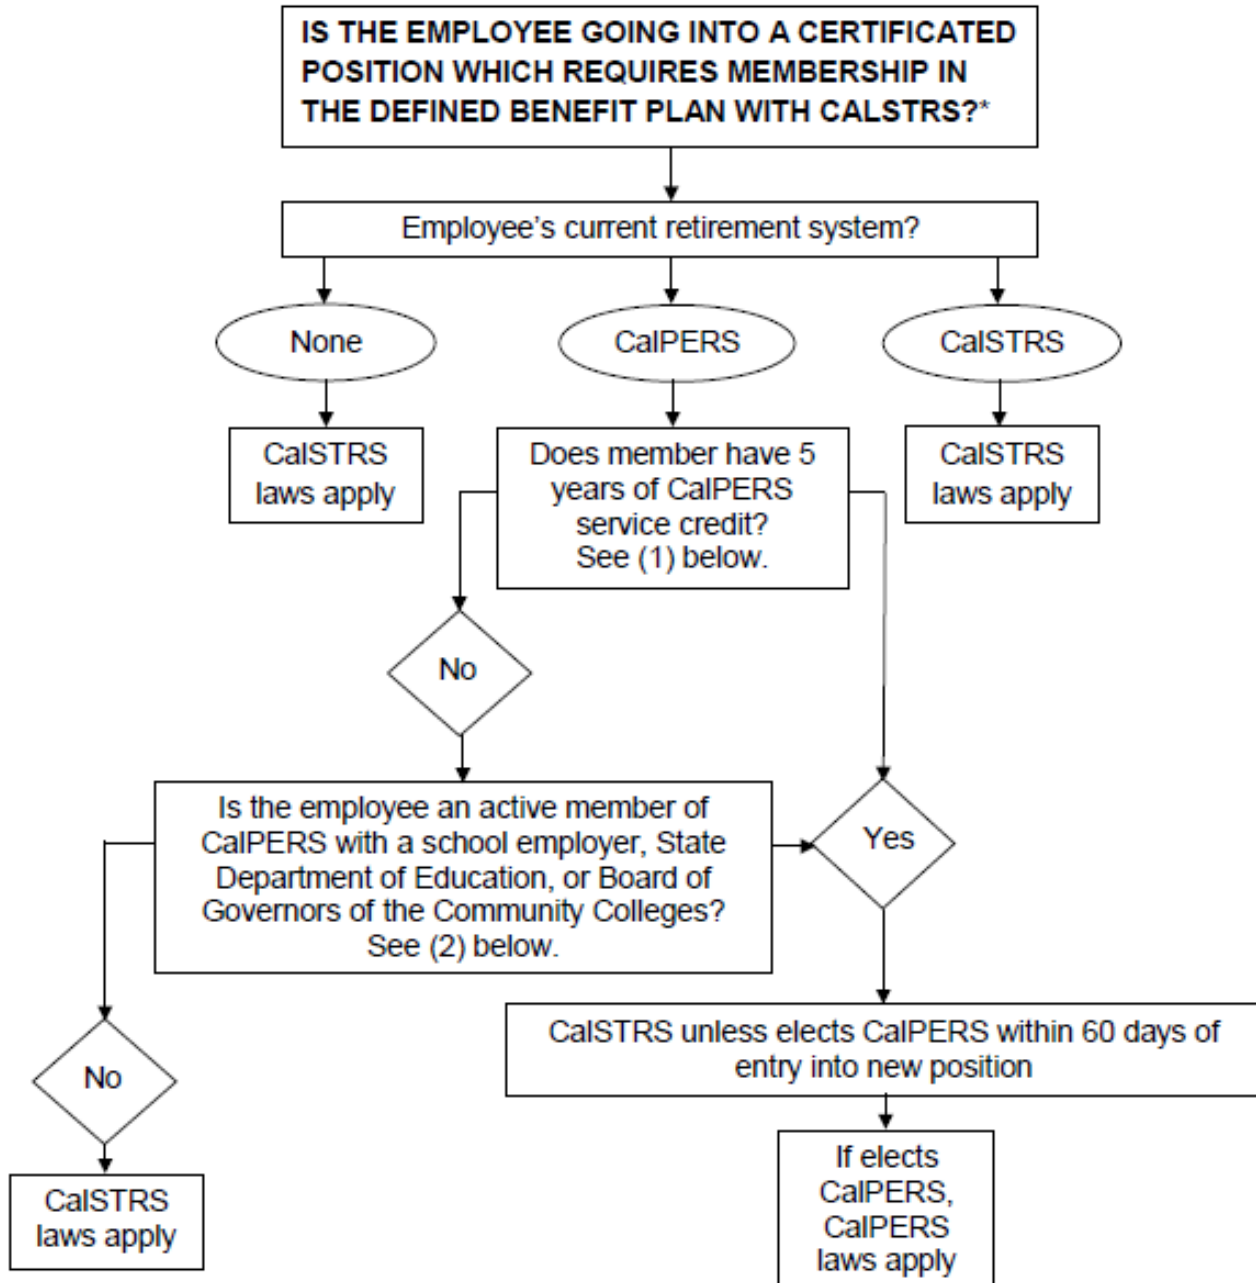 IS THE EMPLOYEE GOING INTO A CERTIFICATED
POSITION WHICH REQUIRES MEMBERSHIP IN
THE DEFINED BENEFIT PLAN WITH CALSTRS?*
Employee's current retirement system?
None
CalPERS
CalSTRS
CalSTRS
laws apply
Does member have 5
years of CalPERS
service credit?
See (1) below.
CalSTRS
laws apply
No
Is the employee an active member of
CalPERS with a school employer, State
Department of Education, or Board of
Governors of the Community Colleges?
See (2) below.
Yes
No
CalSTRS unless elects CalPERS within 60 days of
entry into new position
CalSTRS
laws apply
If elects
CalPERS,
CalPERS
laws apply